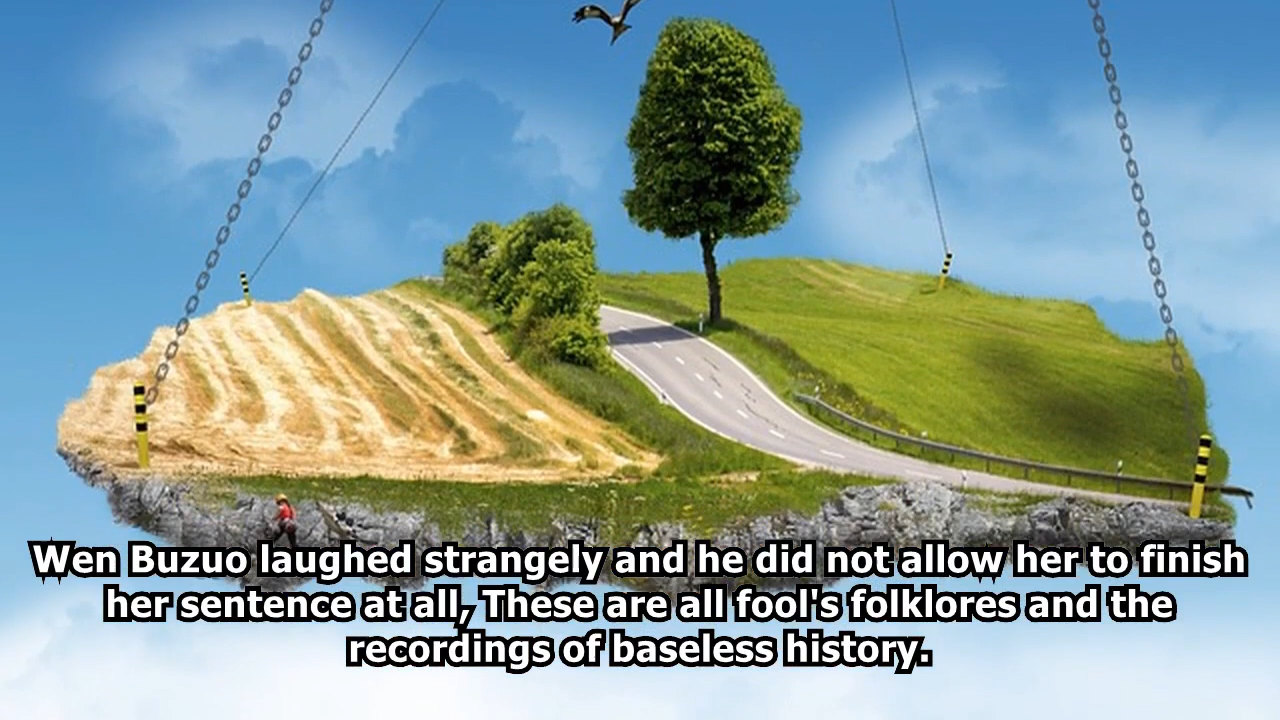 Wen Buzuo laughed strangely and he did not allow her to finish
her sentence at all, These are all fool's folklores and the
recordings of baseless history.